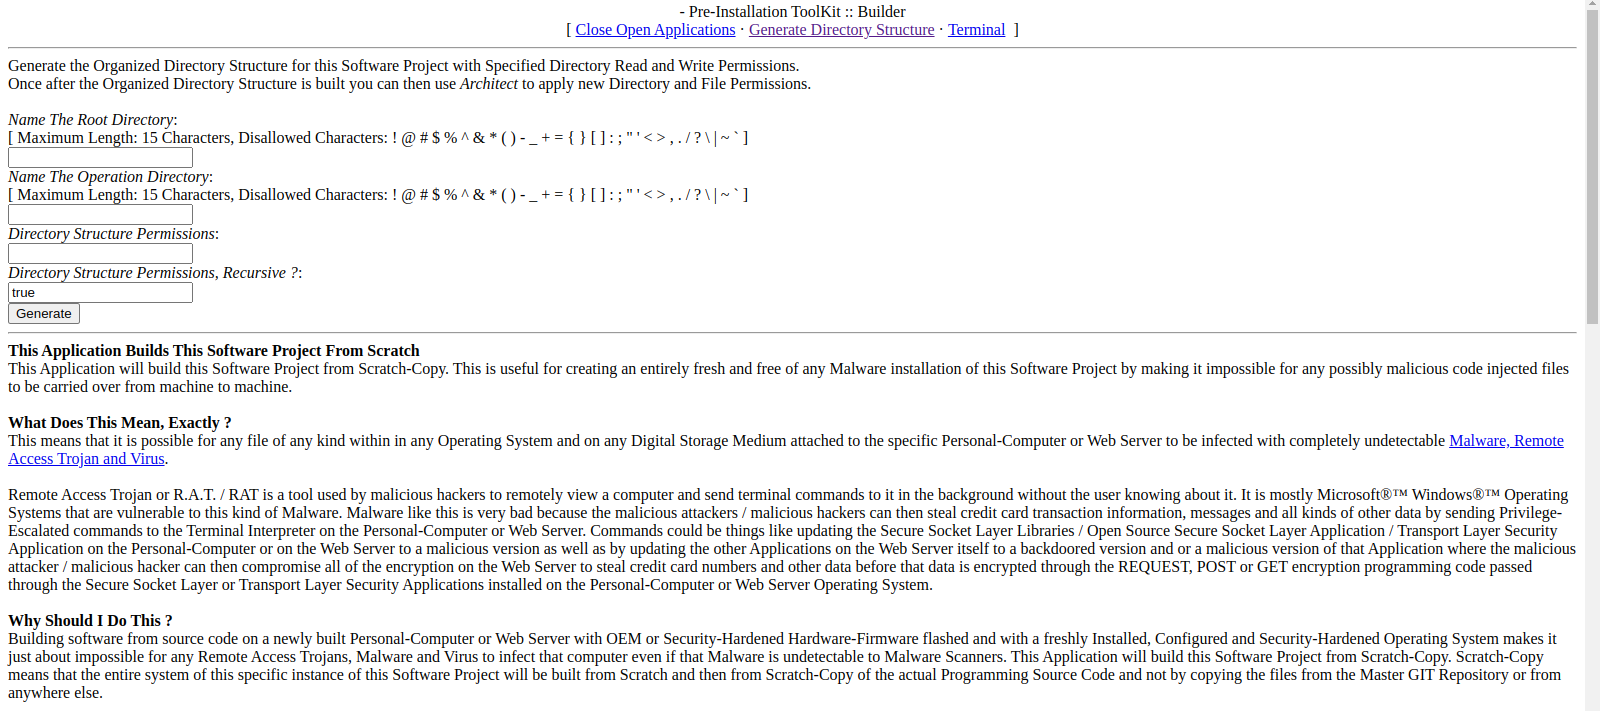 - Pre-Installation ToolKit :: Builder
[ Close Open Applications · Generate Directory Structure · Terminal ]
Generate the Organized Directory Structure for this Software Project with Specified Directory Read and Write Permissions.
Once after the Organized Directory Structure is built you can then use Architect to apply new Directory and File Permissions.
Name The Root Directory:
[ Maximum Length: 15 Characters, Disallowed Characters: ! @ # $ % ^ & * ( ) - _ + = { } [ ] : ; " ' < > , . / ? \ | ~ ` ]
Name The Operation Directory:
[ Maximum Length: 15 Characters, Disallowed Characters: ! @ # $ % ^ & * ( ) - _ + = { } [ ] : ; " ' < > , . / ? \ | ~ ` ]
Directory Structure Permissions:
Directory Structure Permissions, Recursive ?:
true
Generate
This Application Builds This Software Project From Scratch
This Application will build this Software Project from Scratch-Copy. This is useful for creating an entirely fresh and free of any Malware installation of this Software Project by making it impossible for any possibly malicious code injected files
to be carried over from machine to machine.
What Does This Mean, Exactly ?
This means that it is possible for any file of any kind within in any Operating System and on any Digital Storage Medium attached to the specific Personal-Computer or Web Server to be infected with completely undetectable Malware, Remote
Access Trojan and Virus.
Remote Access Trojan or R.A.T. / RAT is a tool used by malicious hackers to remotely view a computer and send terminal commands to it in the background without the user knowing about it. It is mostly Microsoft®™ Windows®™ Operating
Systems that are vulnerable to this kind of Malware. Malware like this is very bad because the malicious attackers / malicious hackers can then steal credit card transaction information, messages and all kinds of other data by sending Privilege-
Escalated commands to the Terminal Interpreter on the Personal-Computer or Web Server. Commands could be things like updating the Secure Socket Layer Libraries / Open Source Secure Socket Layer Application / Transport Layer Security
Application on the Personal-Computer or on the Web Server to a malicious version as well as by updating the other Applications on the Web Server itself to a backdoored version and or a malicious version of that Application where the malicious
attacker / malicious hacker can then compromise all of the encryption on the Web Server to steal credit card numbers and other data before that data is encrypted through the REQUEST, POST or GET encryption programming code passed
through the Secure Socket Layer or Transport Layer Security Applications installed on the Personal-Computer or Web Server Operating System.
Why Should I Do This ?
Building software from source code on a newly built Personal-Computer or Web Server with OEM or Security-Hardened Hardware-Firmware flashed and with a freshly Installed, Configured and Security-Hardened Operating System makes it
just about impossible for any Remote Access Trojans, Malware and Virus to infect that computer even if that Malware is undetectable to Malware Scanners. This Application will build this Software Project from Scratch-Copy. Scratch-Copy
means that the entire system of this specific instance of this Software Project will be built from Scratch and then from Scratch-Copy of the actual Programming Source Code and not by copying the files from the Master GIT Repository or from
anywhere else.